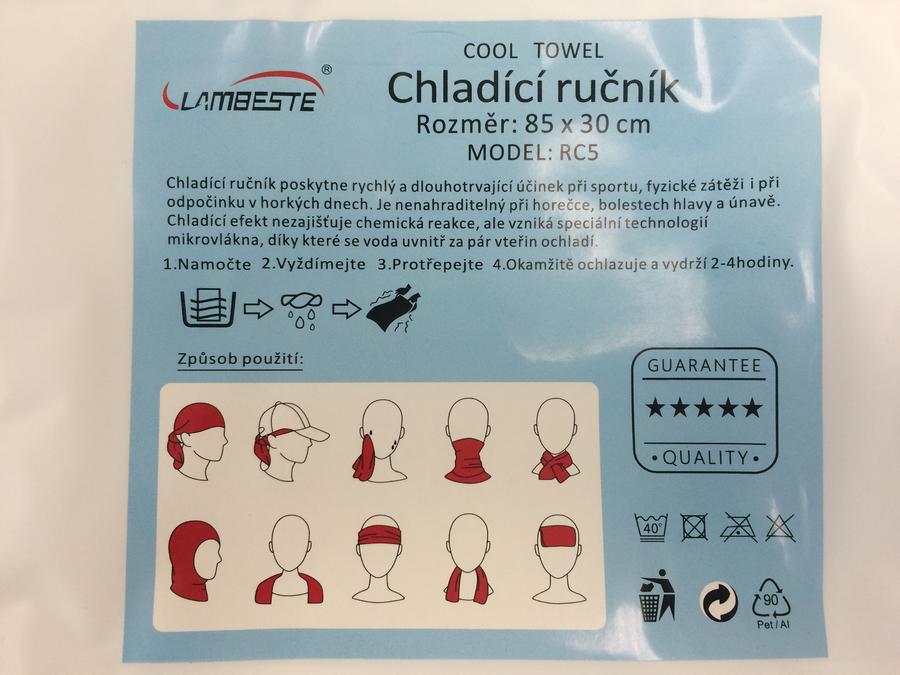 COOL TOWEL
LAMBESTE®
Chladící ručník
Rozměr: 85 x 30 cm
MODEL: RC5
Chladící ručník poskytne rychlý a dlouhotrvající účinek při sportu, fyzické zátěži i při
odpočinku v horkých dnech. Je nenahraditelný při horečce, bolestech hlavy a únavě.
Chladící efekt nezajišťuje chemická reakce, ale vzniká speciální technologií
mikrovlákna, díky které se voda uvnitř za pár vteřin ochladí.
1.Namočte 2.Vyždímejte 3.Protřepejte 4.Okamžitě ochlazuje a vydrží 2-4hodiny.
Způsob použití:
GUARANTEE
★★★★★
•QUALITY•
40°
90
Pet/Al